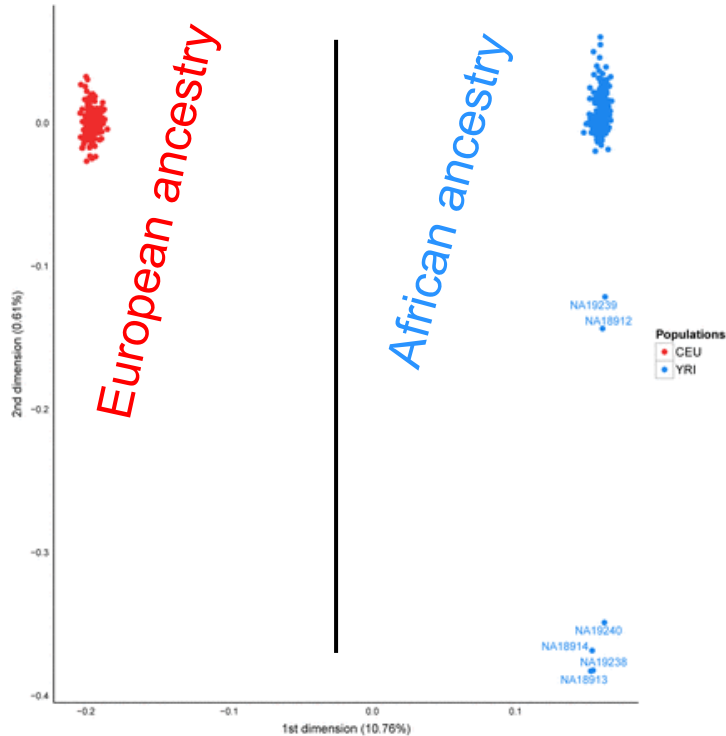 European ancestry
African ancestry
0.0
−0.1
−0.2
−0.3
−0.4
2nd dimension (0.61%)
NA19239
NA18912
NA19240
NA18914
NA19238
NA18913
Populations
CEU
YRI
−0.2
−0.1
0.0
0.1
1st dimension (10.76%)